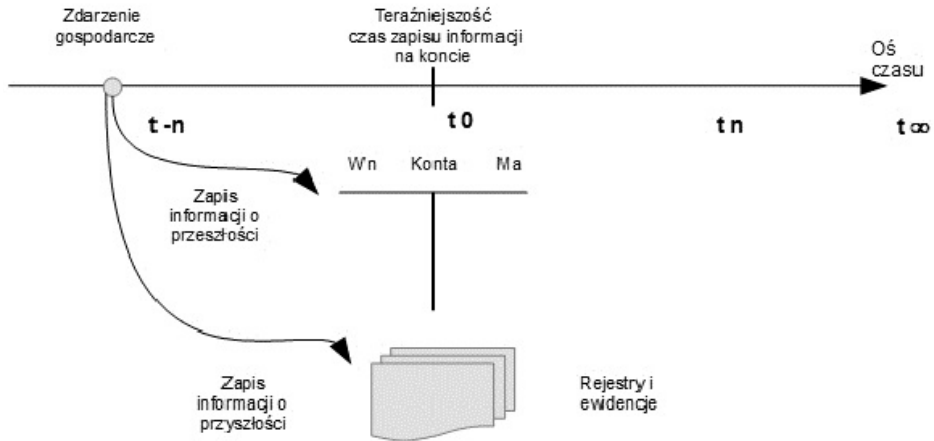 Zdarzenie
gospodarcze
Teraźniejszość
czas zapisu informacji
na koncie
Oś
czasu
t -n
t 0
t n
t ∞
Wn Konta Ma
Zapis
informacji o
przeszłości
Zapis
informacji o
przyszłości
Rejestry i
ewidencje